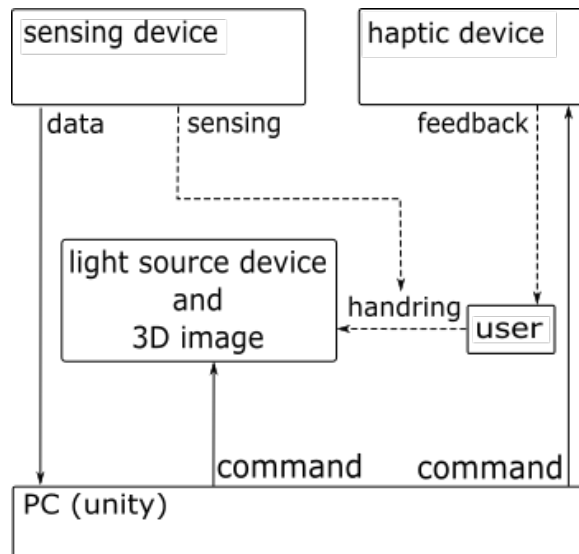 sensing device
haptic device
data
sensing
feedback
light source device
and
3D image
handring
user
command
command
PC (unity)